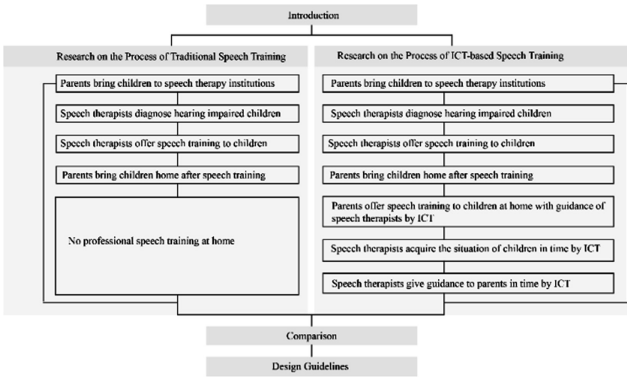 Introduction
Research on the Process of Traditional Speech Training
Parents bring children to speech therapy institutions
Speech therapists diagnose hearing impaired children
Speech therapists offer speech training to children
Parents bring children home after speech training
No professional speech training at home
Research on the Process of ICT-based Speech Training
Parents bring children to speech therapy institutions
Speech therapists diagnose hearing impaired children
Speech therapists offer speech training to children
Parents bring children home after speech training
Parents offer speech training to children at home with guidance of
speech therapists by ICT
Speech therapists acquire the situation of children in time by ICT
Speech therapists give guidance to parents in time by ICT
Comparison
Design Guidelines